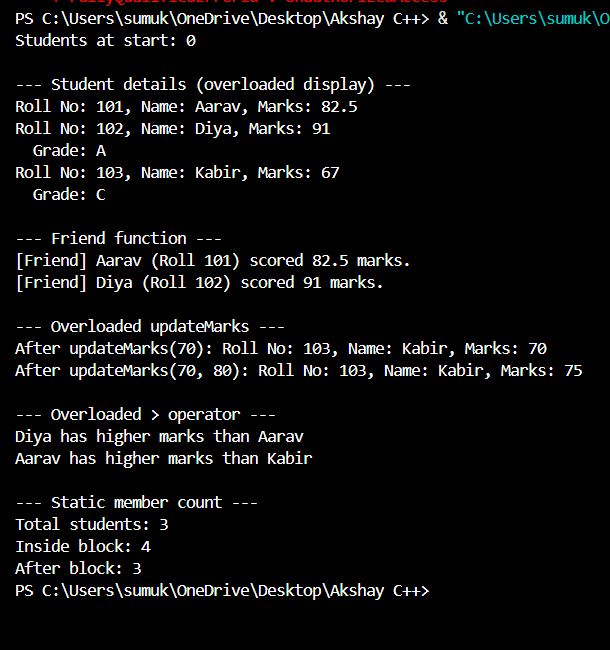 PS C:\Users\sumuk\OneDrive\Desktop\Akshay C++> & "C:\Users\sumuk\O
Students at start: 0
--- Student details (overloaded display) ---
Roll No: 101, Name: Aarav, Marks: 82.5
Roll No: 102, Name: Diya, Marks: 91
Grade: A
Roll No: 103, Name: Kabir, Marks: 67
Grade: C
--- Friend function ---
[Friend] Aarav (Roll 101) scored 82.5 marks.
[Friend] Diya (Roll 102) scored 91 marks.
--- Overloaded updateMarks ---
After updateMarks(70): Roll No: 103, Name: Kabir, Marks: 70
After updateMarks(70, 80): Roll No: 103, Name: Kabir, Marks: 75
--- Overloaded > operator ---
Diya has higher marks than Aarav
Aarav has higher marks than Kabir
--- Static member count ---
Total students: 3
Inside block: 4
After block: 3
PS C:\Users\sumuk\OneDrive\Desktop\Akshay C++>